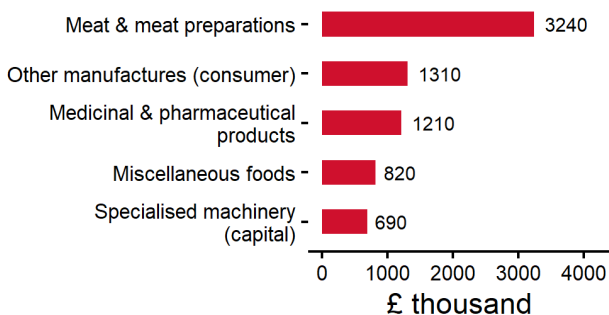 Meat & meat preparations
3240
Other manufactures (consumer)
1310
Medicinal & pharmaceutical
products
1210
Miscellaneous foods
820
Specialised machinery
(capital)
690
0 1000 2000 3000 4000
£ thousand